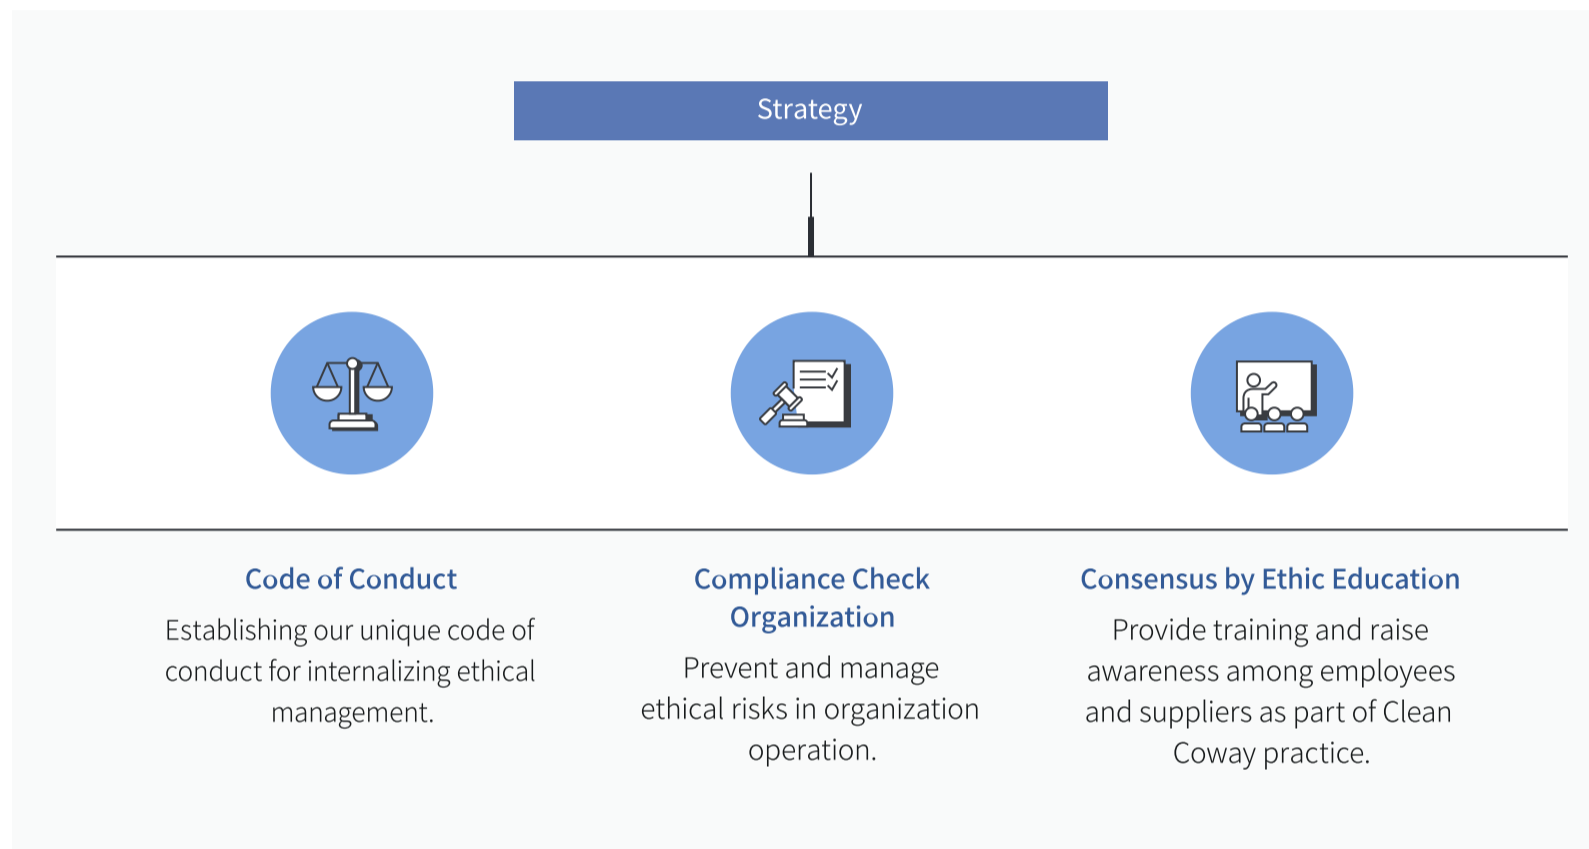 Strategy
Code of Conduct
Establishing our unique code of
conduct for internalizing ethical
management.
Compliance Check
Organization
Prevent and manage
ethical risks in organization
operation.
Consensus by Ethic Education
Provide training and raise
awareness among employees
and suppliers as part of Clean
Coway practice.